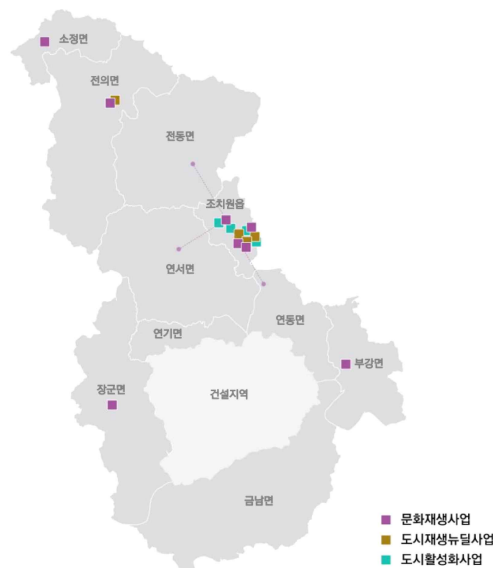 소정면
전의면
전동면
조치원읍
연서면
연동면
연기면
부강면
장군면
건설지역
금남면
문화재생사업
도시재생뉴딜사업
도시활성화사업